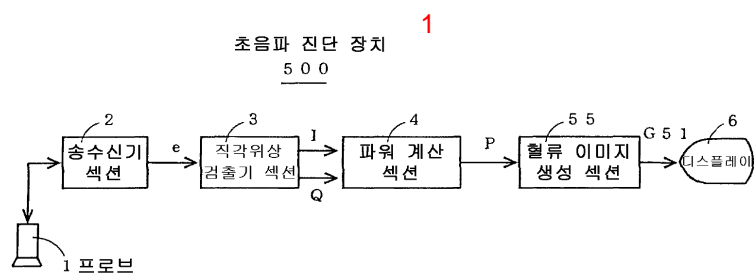 1
초음파 진단 장치
500
2
송수신기
섹션
e
3
직각위상
검출기 섹션
I
Q
4
파워 계산
섹션
P
55
혈류 이미지
생성 섹션
G51
6
디스플레이
1 프로브